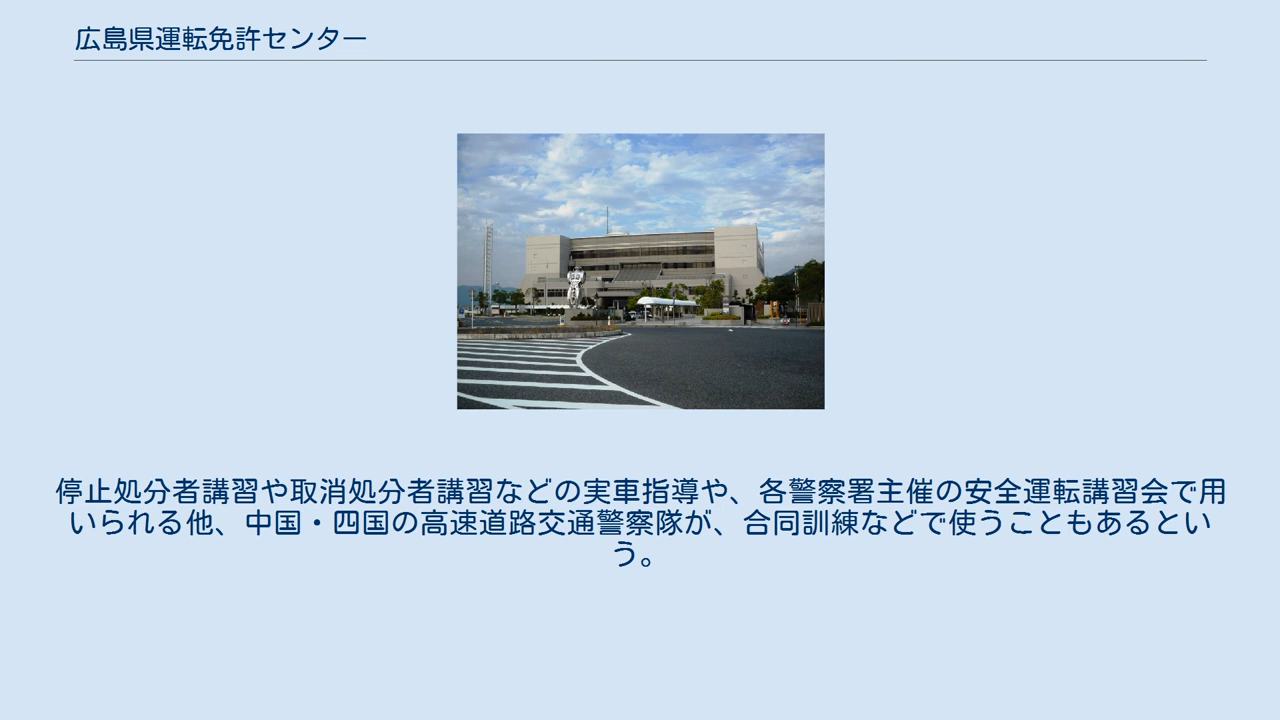 広島県運転免許センター
停止処分者講習や取消処分者講習などの実車指導や、各警察署主催の安全運転講習会で用
いられる他、中国・四国の高速道路交通警察隊が、合同訓練などで使うこともあるとい
う。